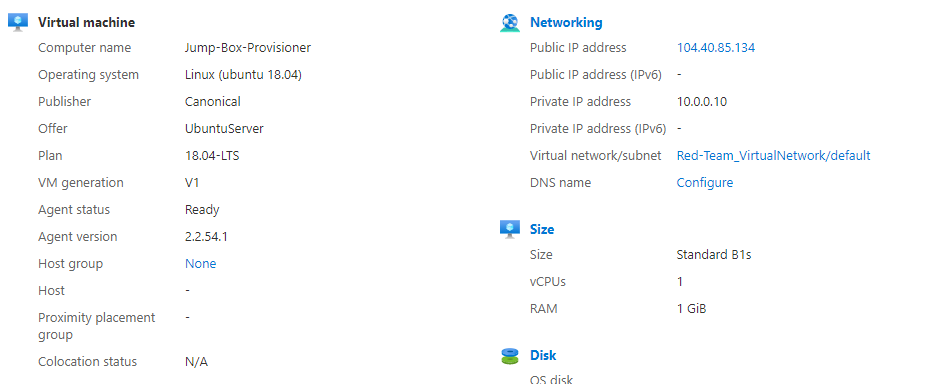 Virtual machine
Computer name Jump-Box-Provisioner
Operating system Linux (ubuntu 18.04)
Publisher Canonical
Offer UbuntuServer
Plan 18.04-LTS
VM generation V1
Agent status Ready
Agent version 2.2.54.1
Host group None
Host -
Proximity placement -
group
Colocation status N/A
Networking
Public IP address 104.40.85.134
Public IP address (IPv6) -
Private IP address 10.0.0.10
Private IP address (IPv6) -
Virtual network/subnet Red-Team_VirtualNetwork/default
DNS name Configure
Size
Size Standard B1s
vCPUs 1
RAM 1 GiB
Disk
OS disk